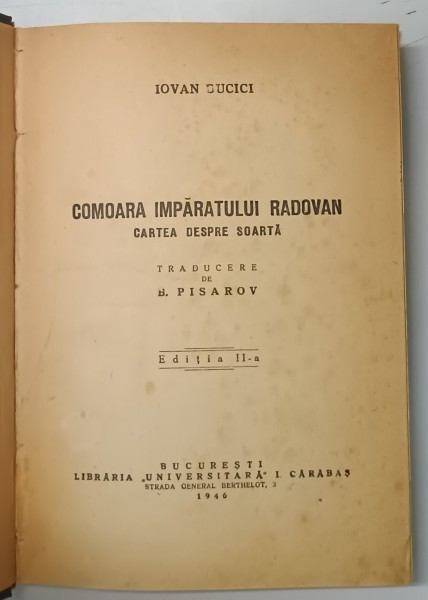 IOVAN DUCICI
COMOARA IMPĂRATULUI RADOVAN
CARTEA DESPRE SOARTĂ
TRADUCERE
DE
B. PISAROV
Ediția II-a
BUCUREȘTI
LIBRĂRIA „UNIVERSITARĂ" I. CĂRĂBAȘ
STRADA GENERAL BERTHELOT, 3
1946